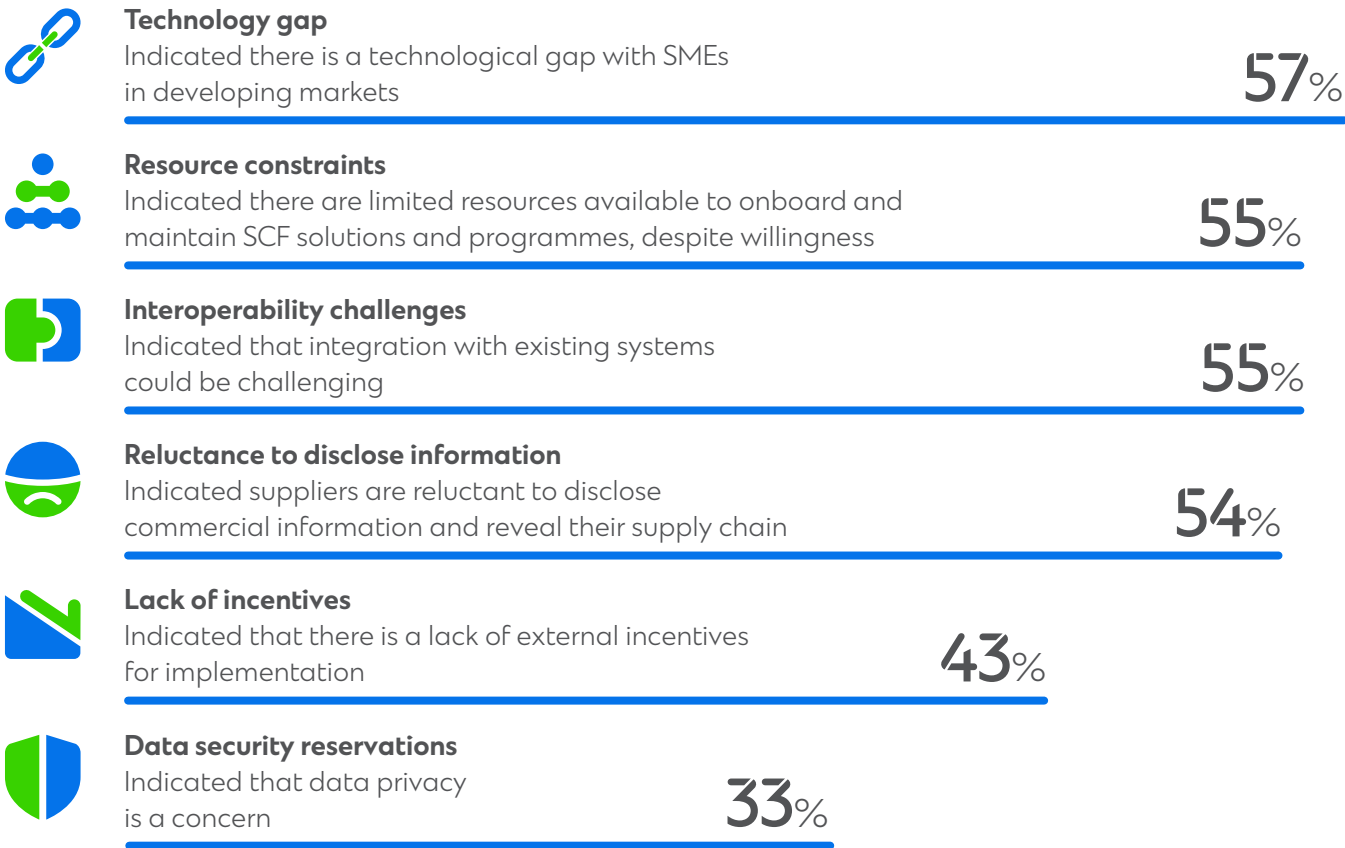 Technology gap
Indicated there is a technological gap with SMEs
in developing markets
57%
Resource constraints
Indicated there are limited resources available to onboard and
maintain SCF solutions and programmes, despite willingness
55%
Interoperability challenges
Indicated that integration with existing systems
could be challenging
55%
Reluctance to disclose information
Indicated suppliers are reluctant to disclose
commercial information and reveal their supply chain
54%
Lack of incentives
Indicated that there is a lack of external incentives
for implementation
43%
Data security reservations
Indicated that data privacy
is a concern
33%